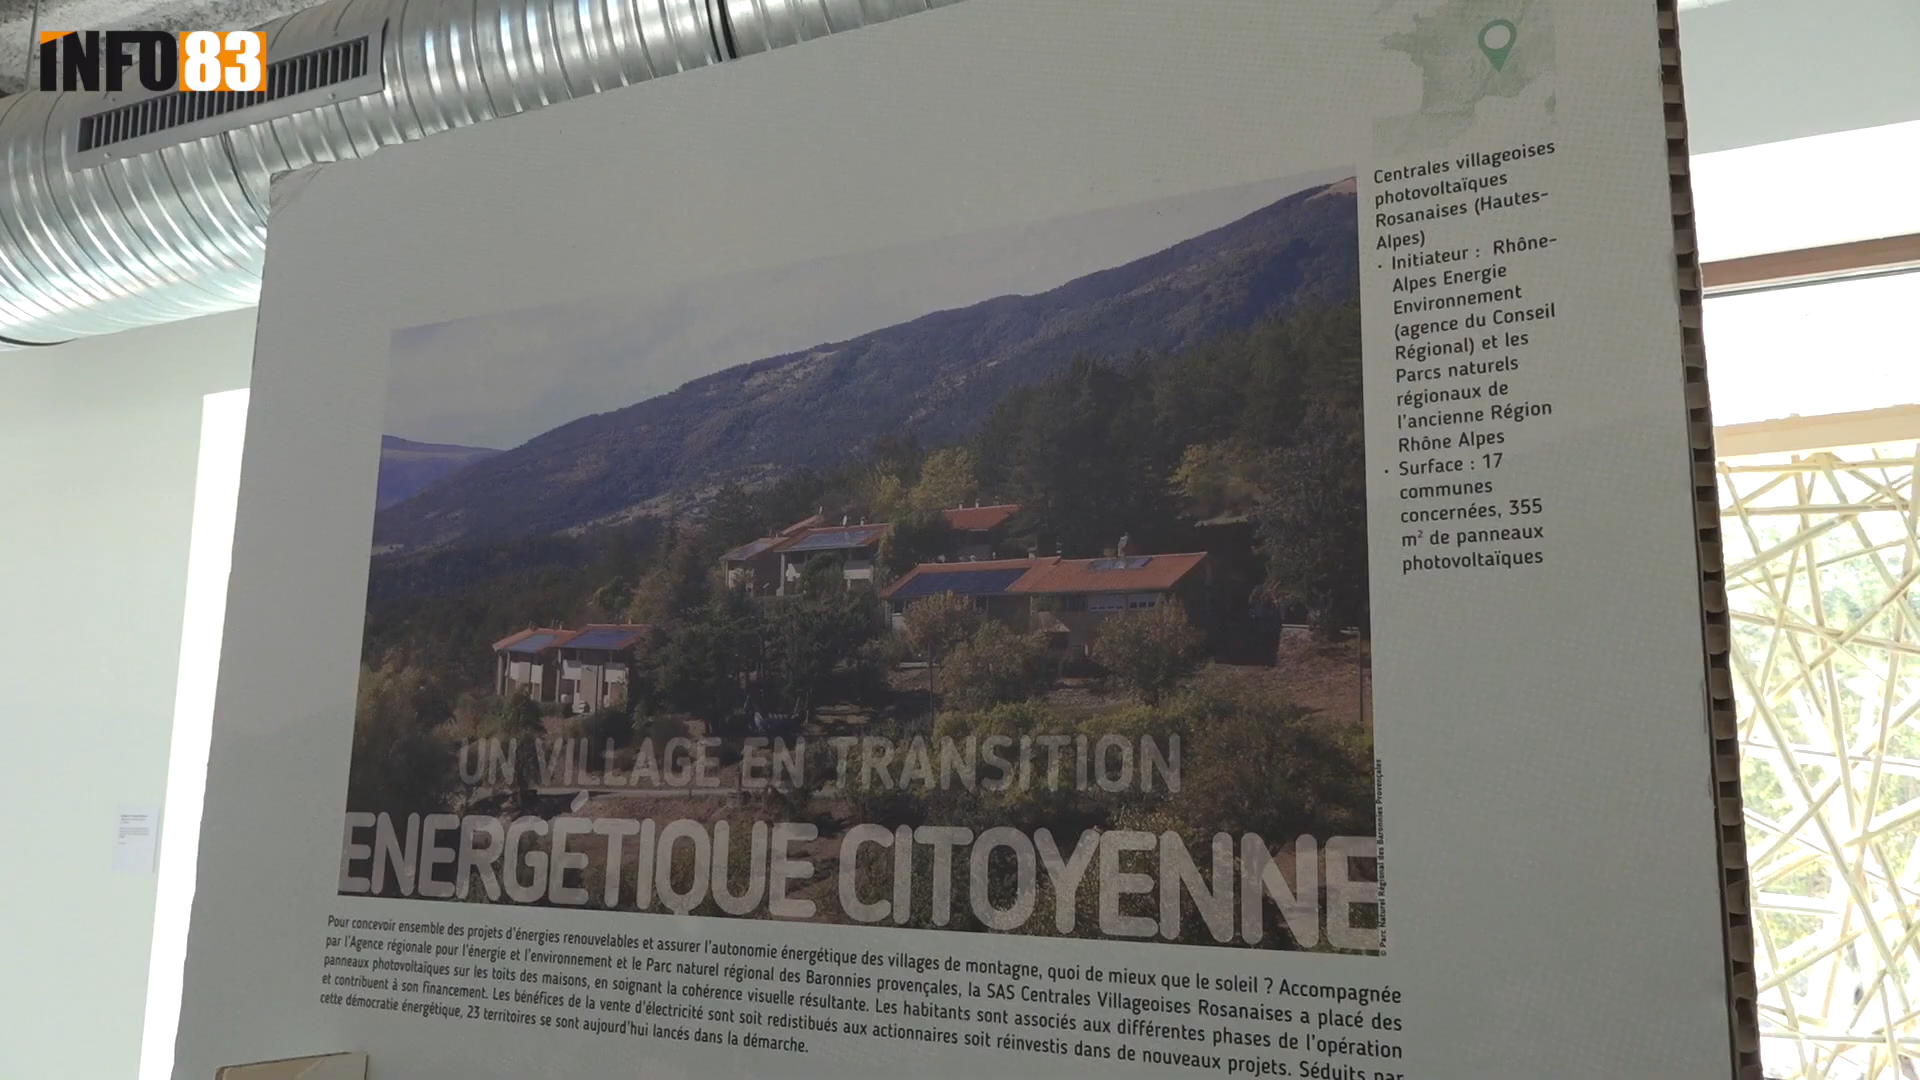 INFO83
Centrales villageoises
photovoltaïques
Rosanaises (Hautes-
Alpes)
· Initiateur : Rhône-
Alpes Energie
Environnement
(agence du Conseil
Régional) et les
Parcs naturels
régionaux de
l'ancienne Région
Rhône Alpes
· Surface : 17
communes
concernées, 355
m² de panneaux
photovoltaïques
UN VILLAGE EN TRANSITION
ENERGÉTIQUE CITOYENNE
© Parc Naturel Régional des Baronnies Provençales
Pour concevoir ensemble des projets d'énergies renouvelables et assurer l'autonomie énergétique des villages de montagne, quoi de mieux que le soleil ? Accompagnée
par l'Agence régionale pour l'énergie et l'environnement et le Parc naturel régional des Baronnies provençales, la SAS Centrales Villageoises Rosanaises a placé des
panneaux photovoltaïques sur les toits des maisons, en soignant la cohérence visuelle résultante. Les habitants sont associés aux différentes phases de l'opération
et contribuent à son financement. Les bénéfices de la vente d'électricité sont soit redistribués aux actionnaires soit réinvestis dans de nouveaux projets. Séduits par
cette démocratie énergétique, 23 territoires se sont aujourd'hui lancés dans la démarche.